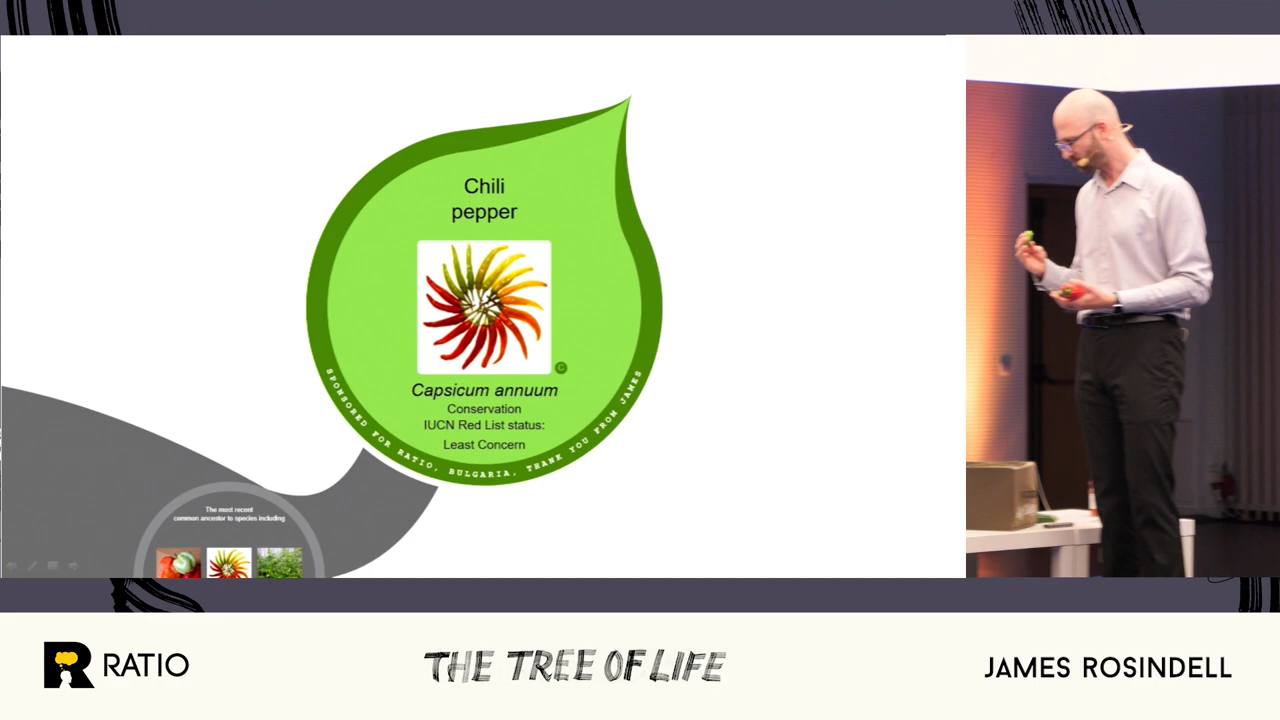 Chili
pepper
©
Capsicum annuum
Conservation
IUCN Red List status:
Least Concern
SPONSORED FOR RATIO, BULGARIA. THANK YOU FROM JAMES
The most recent
common ancestor to species including
R RATIO
THE TREE OF LIFE
JAMES ROSINDELL